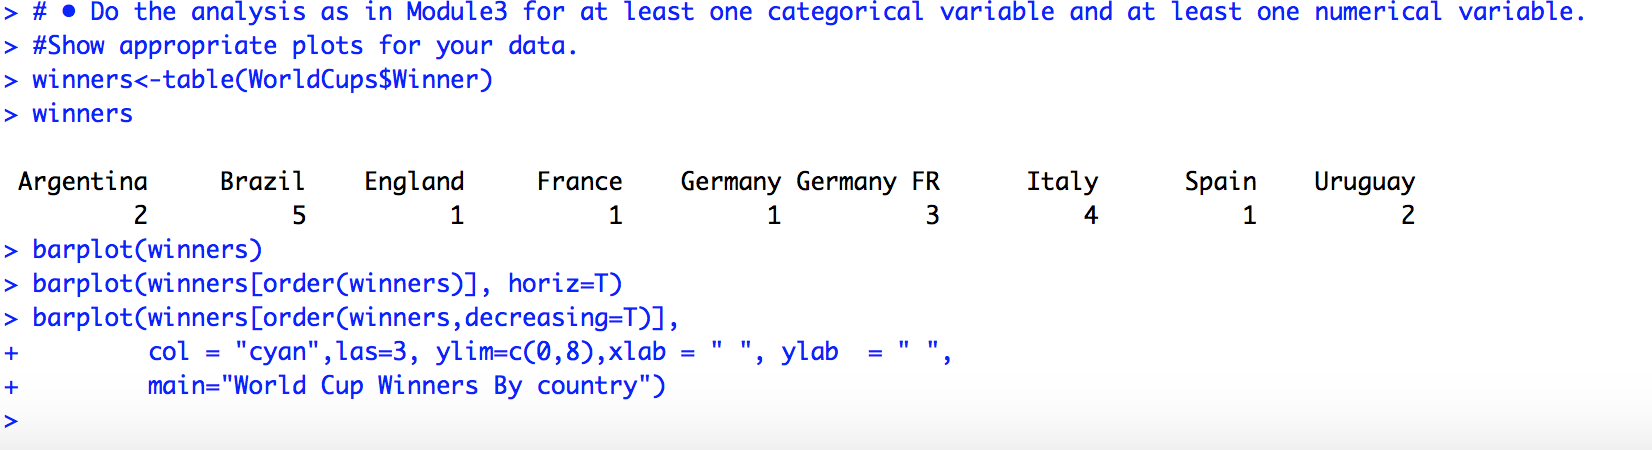 > # • Do the analysis as in Module3 for at least one categorical variable and at least one numerical variable.
> #Show appropriate plots for your data.
> winners<-table(WorldCups$Winner)
> winners
Argentina     Brazil    England     France    Germany Germany FR      Italy      Spain    Uruguay
        2          5          1          1          1          3          4          1          2
> barplot(winners)
> barplot(winners[order(winners)], horiz=T)
> barplot(winners[order(winners,decreasing=T)],
+         col = "cyan",las=3, ylim=c(0,8),xlab = " ", ylab  = " ",
+         main="World Cup Winners By country")
>